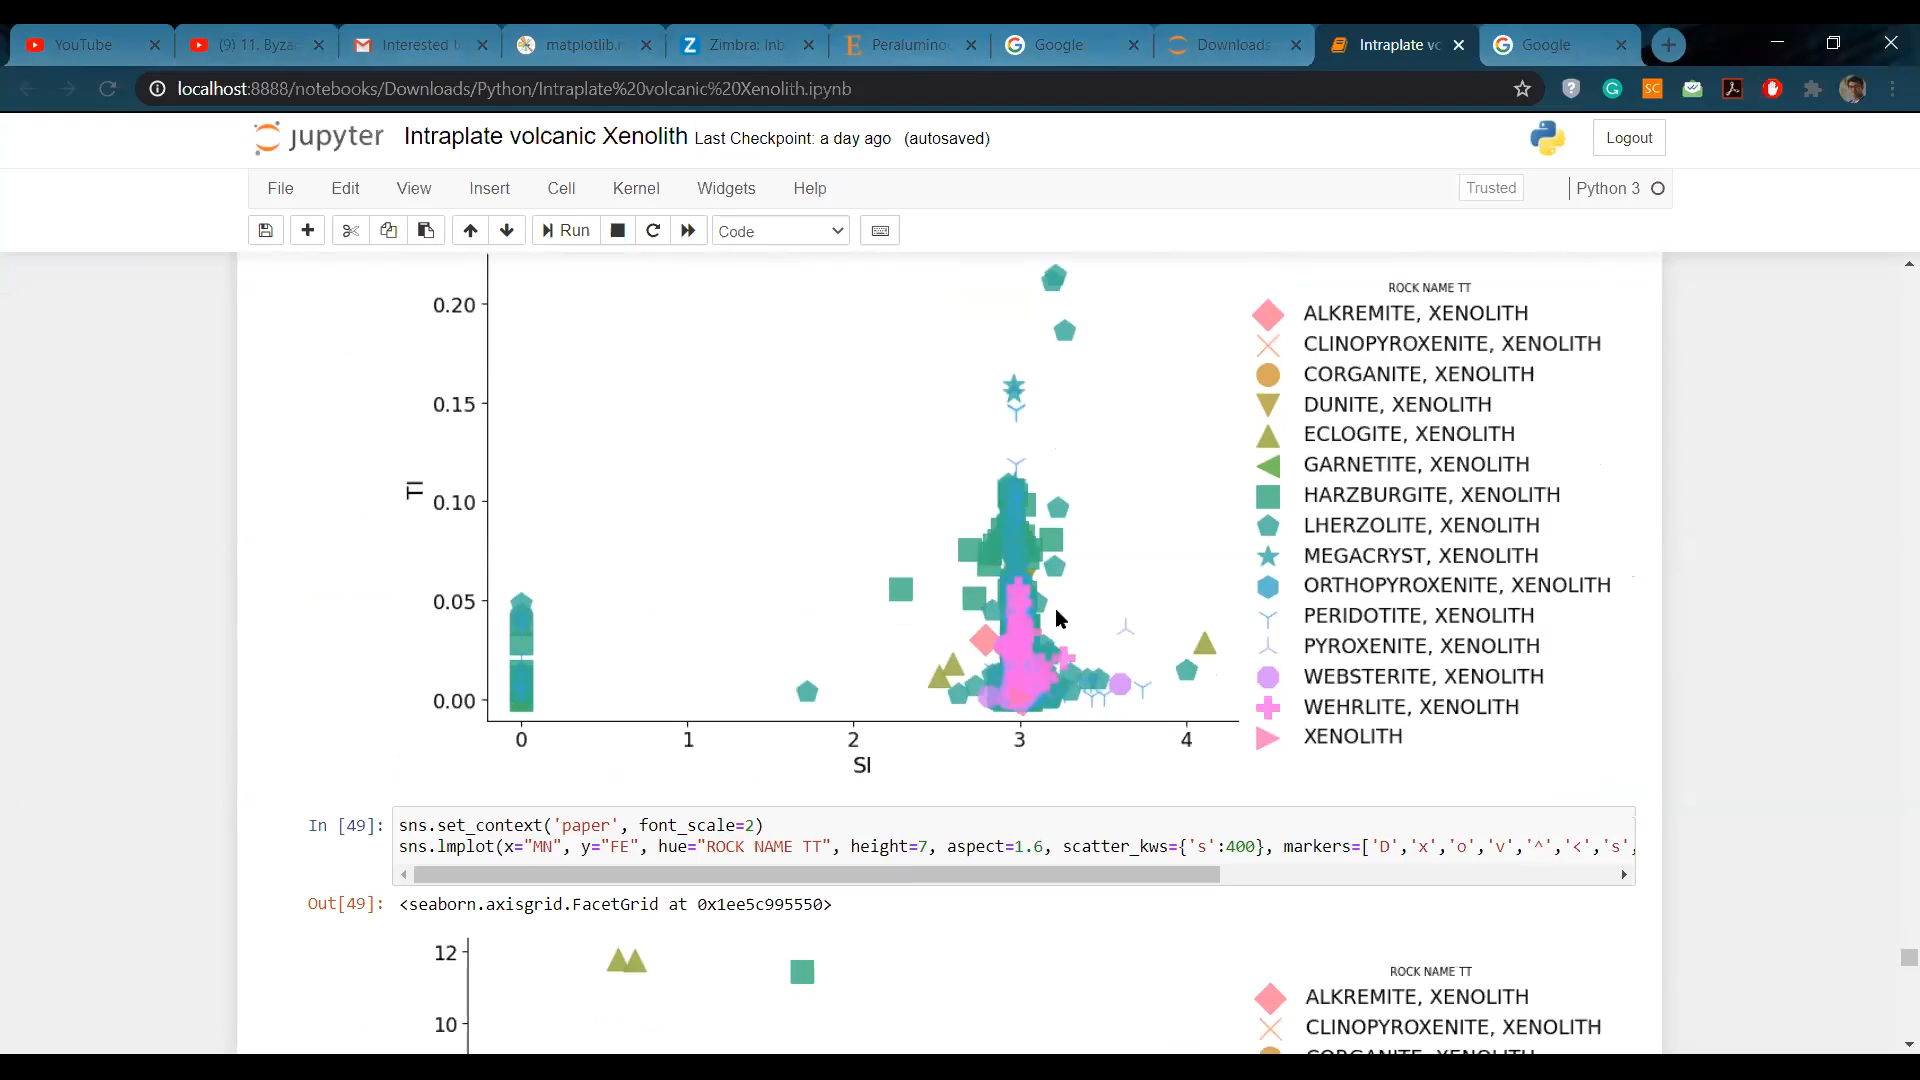 YouTube
(9) 11. Byza
Interested t
matplotlib.
Zimbra: Inb
Peraluminou
Google
Downloads
Intraplate vo
Google
localhost:8888/notebooks/Downloads/Python/Intraplate%20volcanic%20Xenolith.ipynb
jupyter Intraplate volcanic Xenolith Last Checkpoint: a day ago (autosaved)
Logout
File Edit View Insert Cell Kernel Widgets Help
Trusted
Python 3
Run
Code
0.20
0.15
0.10
0.05
0.00
TI
0 1 2 3 4
SI
ROCK NAME TT
ALKREMITE, XENOLITH
CLINOPYROXENITE, XENOLITH
CORGANITE, XENOLITH
DUNITE, XENOLITH
ECLOGITE, XENOLITH
GARNETITE, XENOLITH
HARZBURGITE, XENOLITH
LHERZOLITE, XENOLITH
MEGACRYST, XENOLITH
ORTHOPYROXENITE, XENOLITH
PERIDOTITE, XENOLITH
PYROXENITE, XENOLITH
WEBSTERITE, XENOLITH
WEHRLITE, XENOLITH
XENOLITH
In [49]: sns.set_context('paper', font_scale=2)
sns.lmplot(x="MN", y="FE", hue="ROCK NAME TT", height=7, aspect=1.6, scatter_kws={'s':400}, markers=['D','x','o','v','^','<','s',
Out[49]: <seaborn.axisgrid.FacetGrid at 0x1ee5c995550>
12
10
ROCK NAME TT
ALKREMITE, XENOLITH
CLINOPYROXENITE, XENOLITH
CORGANITE, XENOLITH